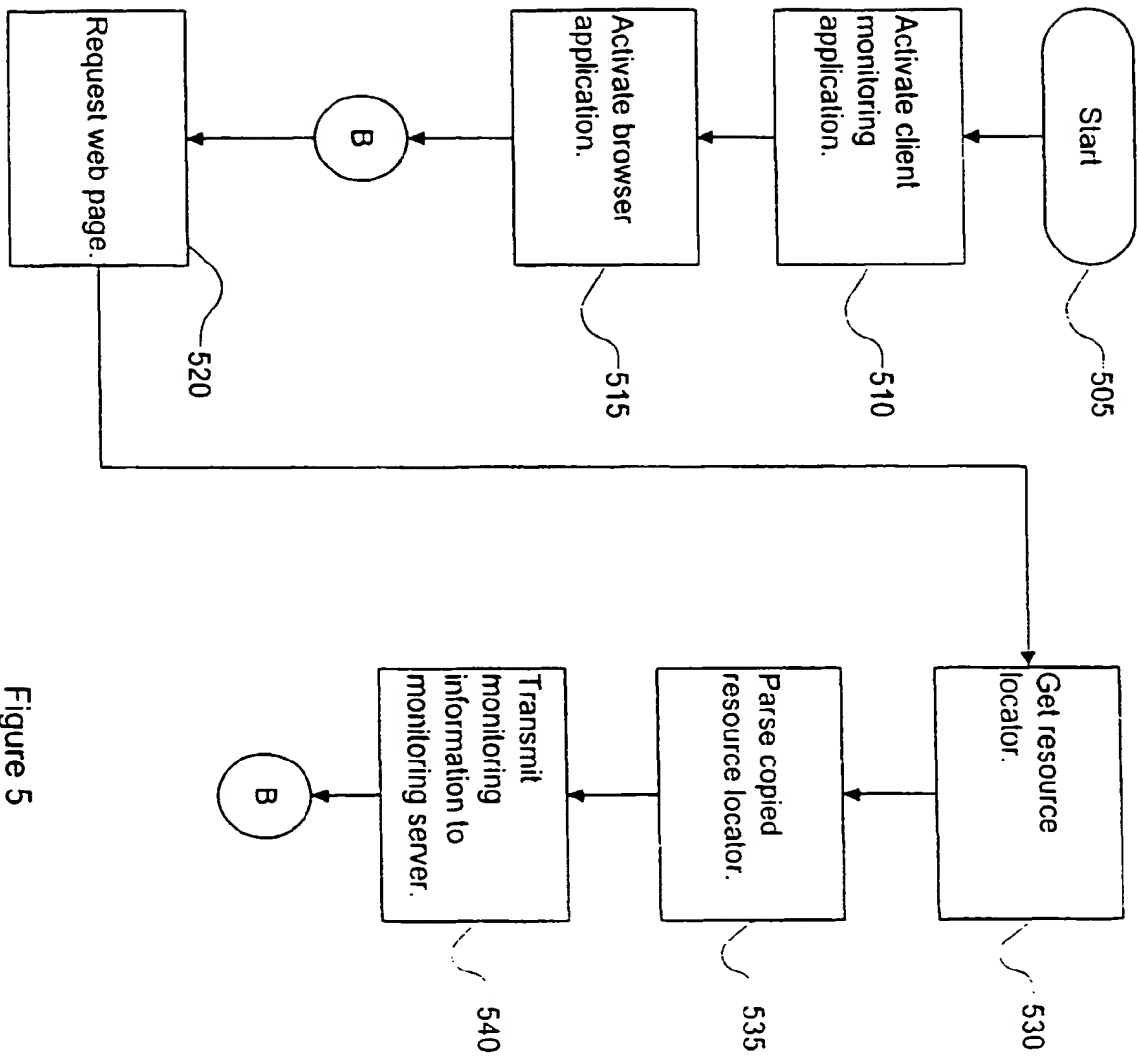 Start
505
Activate client
monitoring
application.
510
Activate browser
application.
515
B
Request web page.
520
Get resource
locator.
530
Parse copied
resource locator.
535
Transmit
monitoring
information to
monitoring server.
540
B
Figure 5